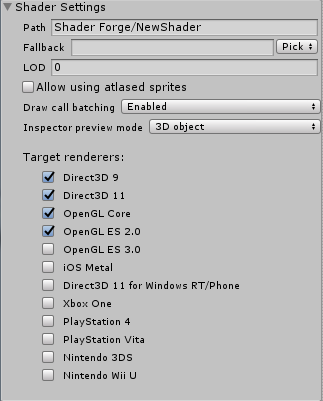 Shader Settings
Path Shader Forge/NewShader
Fallback Pick
LOD 0
Allow using atlased sprites
Draw call batching Enabled
Inspector preview mode 3D object
Target renderers:
Direct3D 9
Direct3D 11
OpenGL Core
OpenGL ES 2.0
OpenGL ES 3.0
iOS Metal
Direct3D 11 for Windows RT/Phone
Xbox One
PlayStation 4
PlayStation Vita
Nintendo 3DS
Nintendo Wii U